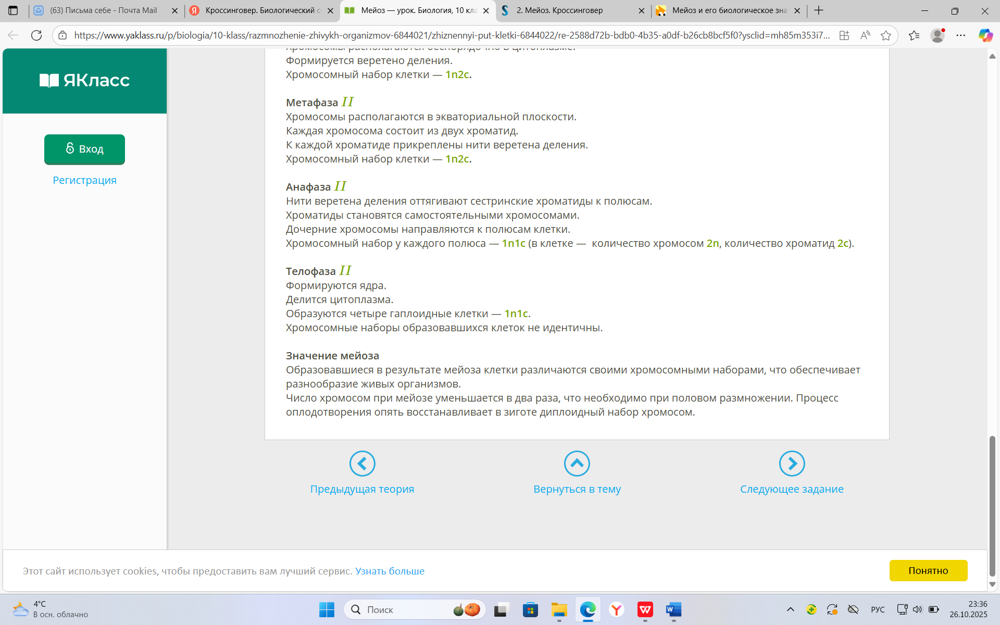 (63) Письма себе - Почта Mail
Кроссинговер. Биологический с
Мейоз — урок. Биология, 10 кла
2. Мейоз. Кроссинговер
Мейоз и его биологическое зна
https://www.yaklass.ru/p/biologia/10-klass/razmnozhenie-zhivykh-organizmov-6844021/zhiznennyi-put-kletki-6844022/re-2588d72b-bdb0-4b35-a0df-b26cb8bcf5f0?ysclid=mh85m353i7...
ЯКласс
Вход
Регистрация
Хромосомы располагаются беспорядочно в цитоплазме.
Формируется веретено деления.
Хромосомный набор клетки — 1n2c.
Метафаза II
Хромосомы располагаются в экваториальной плоскости.
Каждая хромосома состоит из двух хроматид.
К каждой хроматиде прикреплены нити веретена деления.
Хромосомный набор клетки — 1n2c.
Анафаза II
Нити веретена деления оттягивают сестринские хроматиды к полюсам.
Хроматиды становятся самостоятельными хромосомами.
Дочерние хромосомы направляются к полюсам клетки.
Хромосомный набор у каждого полюса — 1n1c (в клетке — количество хромосом 2n, количество хроматид 2c).
Телофаза II
Формируются ядра.
Делится цитоплазма.
Образуются четыре гаплоидные клетки — 1n1c.
Хромосомные наборы образовавшихся клеток не идентичны.
Значение мейоза
Образовавшиеся в результате мейоза клетки различаются своими хромосомными наборами, что обеспечивает
разнообразие живых организмов.
Число хромосом при мейозе уменьшается в два раза, что необходимо при половом размножении. Процесс
оплодотворения опять восстанавливает в зиготе диплоидный набор хромосом.
Предыдущая теория
Вернуться в тему
Следующее задание
Этот сайт использует cookies, чтобы предоставить вам лучший сервис. Узнать больше
Понятно
4°C
В осн. облачно
Поиск
РУС
23:36
26.10.2025